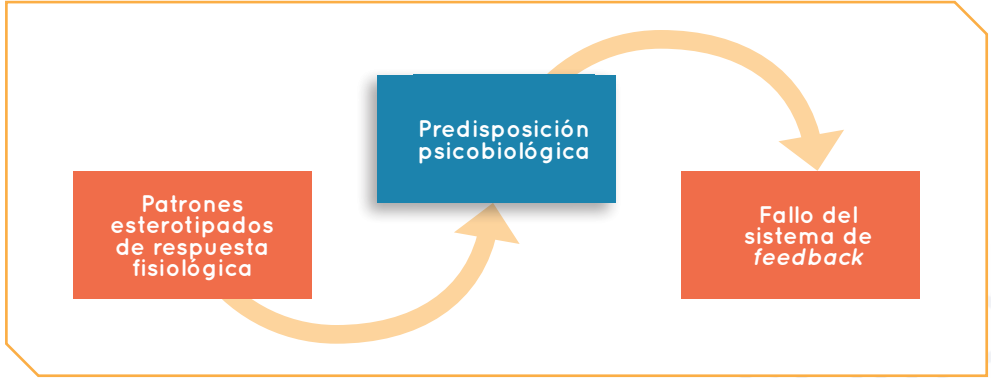 Patrones
esterotipados
de respuesta
fisiológica
Predisposición
psicobiológica
Fallo del
sistema de
feedback